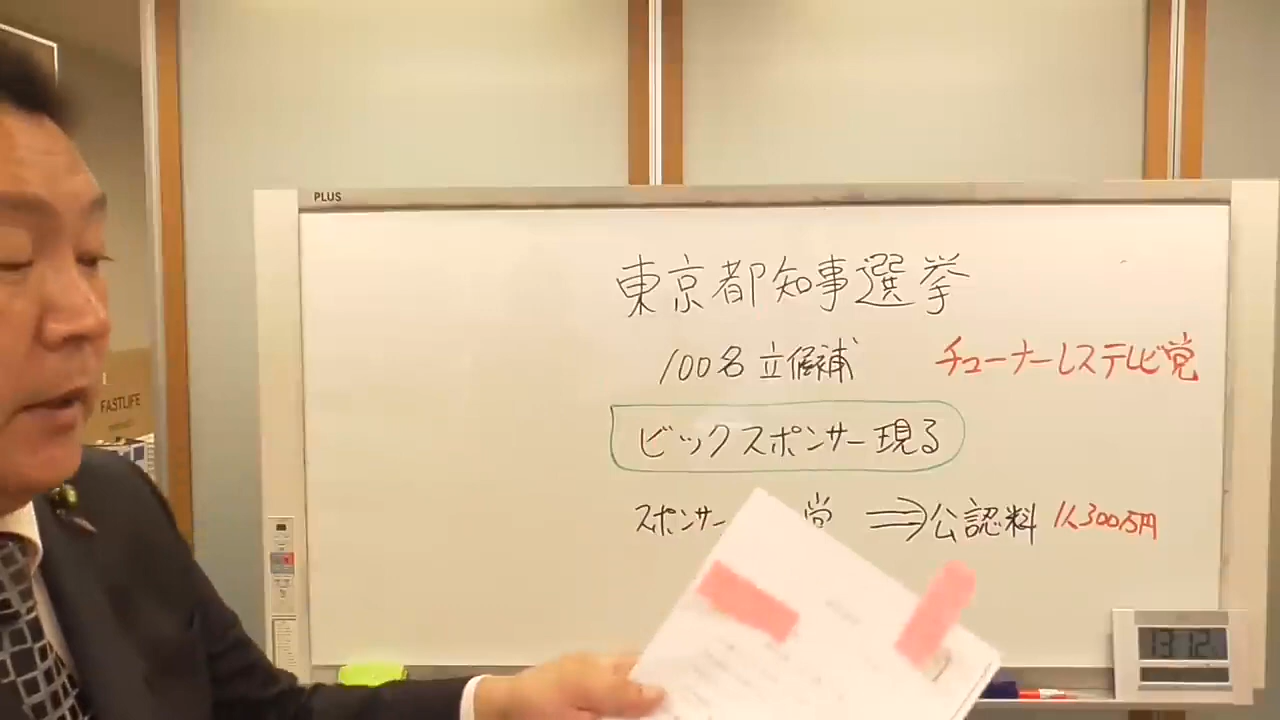 PLUS
東京都知事選挙
100名立候補
チューナーレステレビ党
ビックスポンサー現る
スポンサー 党 ⇒公認料 1人300万円
FASTLIFE
13:12